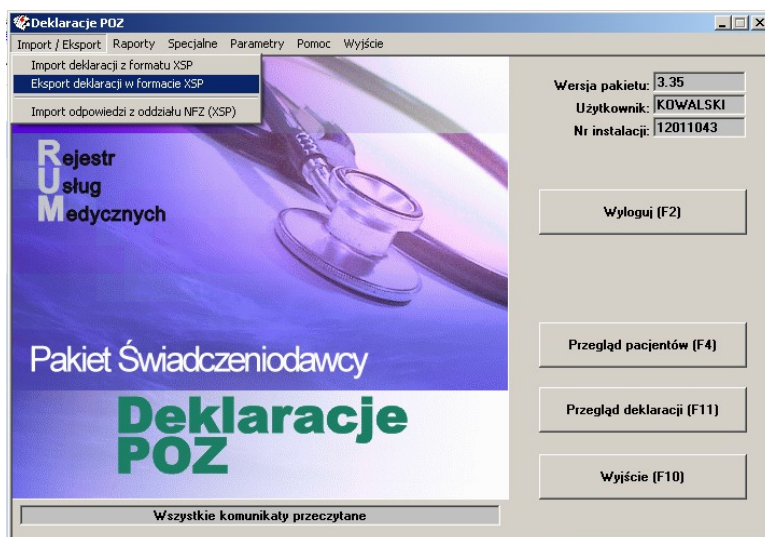 Deklaracje POZ
Import / Eksport Raporty Specjalne Parametry Pomoc Wyjście
Import deklaracji z formatu XSP
Eksport deklaracji w formacie XSP
Import odpowiedzi z oddziału NFZ (XSP)
Wersja pakietu: 3.35
Użytkownik: KOWALSKI
Nr instalacji: 12011043
Rejestr
Usług
Medycznych
Wyloguj (F2)
Przegląd pacjentów (F4)
Pakiet Świadczeniodawcy
Deklaracje
POZ
Przegląd deklaracji (F11)
Wyjście (F10)
Wszystkie komunikaty przeczytane